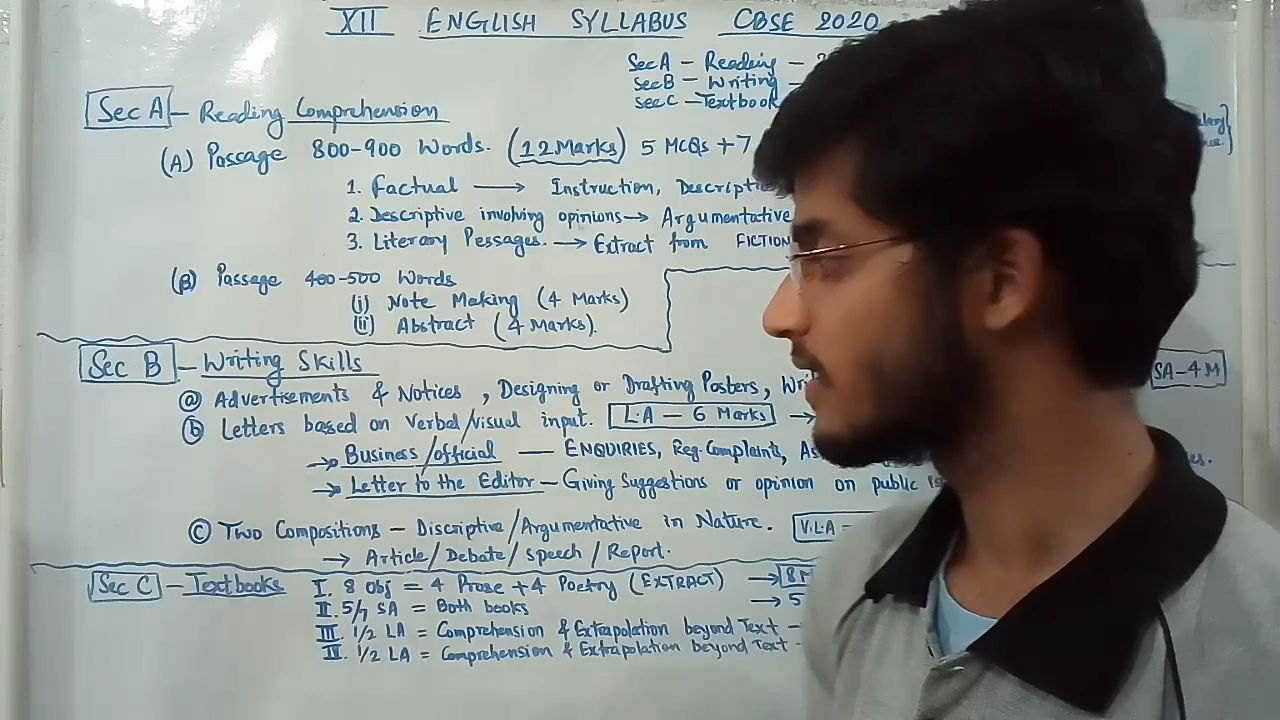 XII ENGLISH SYLLABUS CBSE 2020
Sec A - Reading -
Sec B - Writing -
Sec C - Textbook
Sec A - Reading Comprehension
(A) Passage 800-900 Words. (12 Marks) 5 MCQs + 7
1. Factual → Instruction,
2. Descriptive involving opinions → Argumentative
3. Literary Pessages. → Extract from FICTION
(B) Passage 400-500 Words
(i) Note Making (4 Marks)
(ii) Abstract (4 Marks).
Sec B - Writing Skills
SA-4M
(a) Advertisements & Notices, Designing or Drafting Posters,
(b) Letters based on Verbal/visual input. L.A - 6 Marks →
→ Business/official - ENQUIRIES, Reg. Complaints,
→ Letter to the Editor - Giving Suggestions or opinion on public
(C) Two Compositions - Discriptive/Argumentative in Nature. V.L.A -
→ Article/Debate/Speech/Report.
Sec C - Textbooks I. 8 Obj = 4 Prose + 4 Poetry (EXTRACT) → 8M
II. 5/7 SA = Both books → 5
III. 1/2 LA = Comprehension & Extrapolation beyond Text -
IV. 1/2 LA = Comprehension & Extrapolation beyond Text -